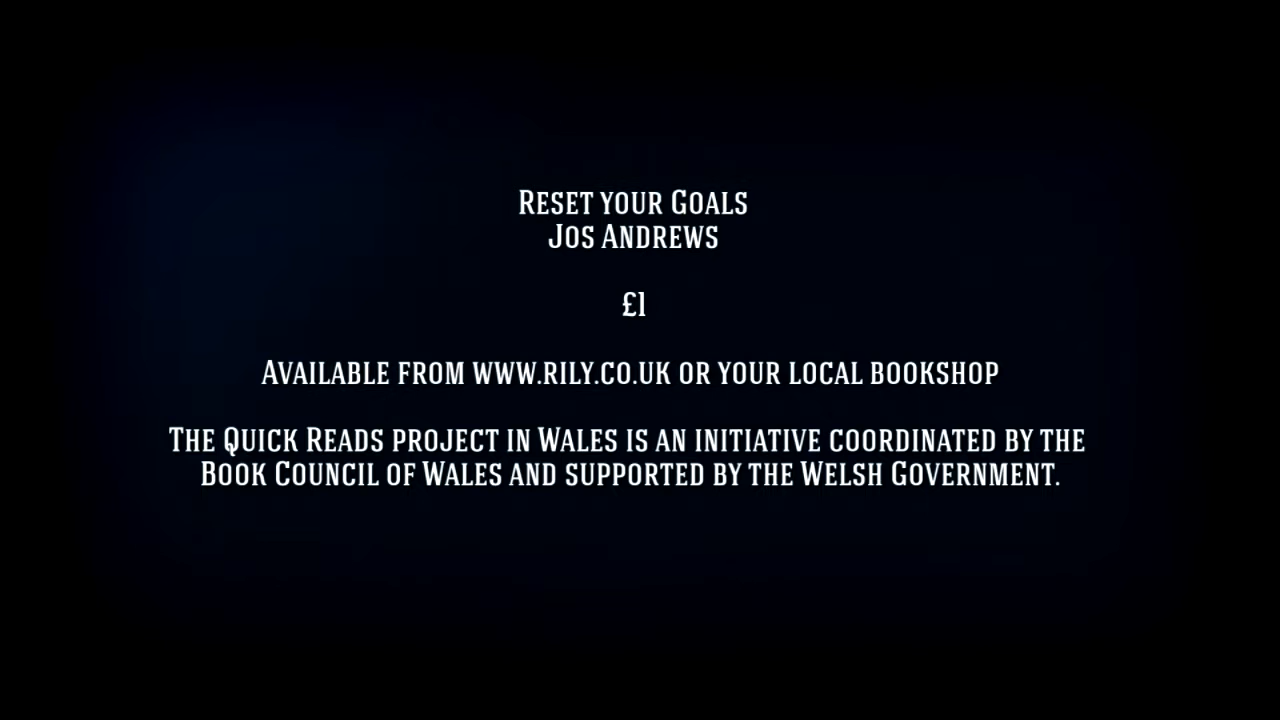 Reset your Goals
Jos Andrews
£1
Available from www.rily.co.uk or your local bookshop
The Quick Reads project in Wales is an initiative coordinated by the
Book Council of Wales and supported by the Welsh Government.